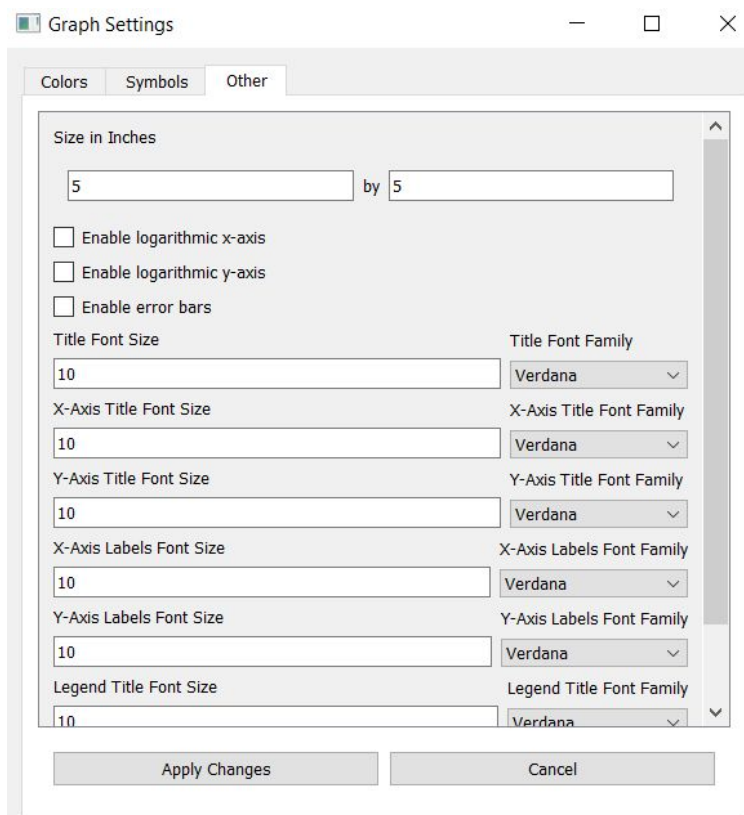 Graph Settings
Colors Symbols Other
Size in Inches
5 by 5
Enable logarithmic x-axis
Enable logarithmic y-axis
Enable error bars
Title Font Size Title Font Family
10 Verdana
X-Axis Title Font Size X-Axis Title Font Family
10 Verdana
Y-Axis Title Font Size Y-Axis Title Font Family
10 Verdana
X-Axis Labels Font Size X-Axis Labels Font Family
10 Verdana
Y-Axis Labels Font Size Y-Axis Labels Font Family
10 Verdana
Legend Title Font Size Legend Title Font Family
10 Verdana
Apply Changes Cancel